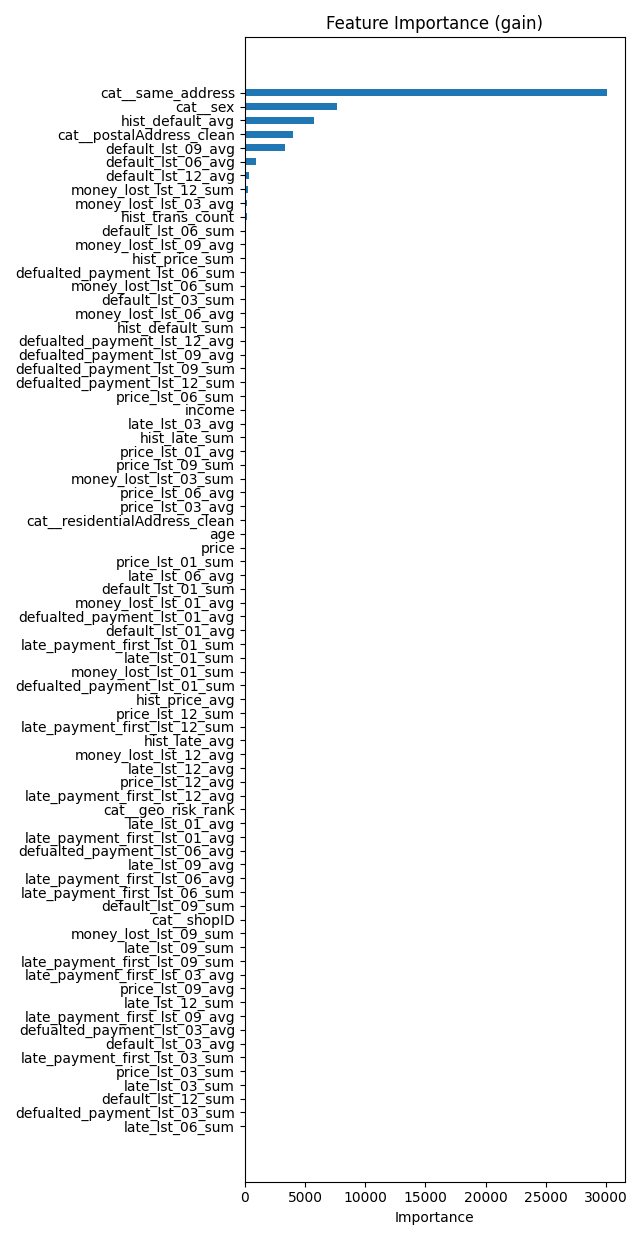 Feature Importance (gain)
cat__same_address
cat__sex
hist_default_avg
cat__postalAddress_clean
default_lst_09_avg
default_lst_06_avg
default_lst_12_avg
money_lost_lst_12_sum
money_lost_lst_03_avg
hist_trans_count
default_lst_06_sum
money_lost_lst_09_avg
hist_price_sum
defualted_payment_lst_06_sum
money_lost_lst_06_sum
default_lst_03_sum
money_lost_lst_06_avg
hist_default_sum
defualted_payment_lst_12_avg
defualted_payment_lst_09_avg
defualted_payment_lst_09_sum
defualted_payment_lst_12_sum
price_lst_06_sum
income
late_lst_03_avg
hist_late_sum
price_lst_01_avg
price_lst_09_sum
money_lost_lst_03_sum
price_lst_06_avg
price_lst_03_avg
cat__residentialAddress_clean
age
price
price_lst_01_sum
late_lst_06_avg
default_lst_01_sum
money_lost_lst_01_avg
defualted_payment_lst_01_avg
default_lst_01_avg
late_payment_first_lst_01_sum
late_lst_01_sum
money_lost_lst_01_sum
defualted_payment_lst_01_sum
hist_price_avg
price_lst_12_sum
late_payment_first_lst_12_sum
hist_late_avg
money_lost_lst_12_avg
late_lst_12_avg
price_lst_12_avg
late_payment_first_lst_12_avg
cat__geo_risk_rank
late_lst_01_avg
late_payment_first_lst_01_avg
defualted_payment_lst_06_avg
late_lst_09_avg
late_payment_first_lst_06_avg
late_payment_first_lst_06_sum
default_lst_09_sum
cat__shopID
money_lost_lst_09_sum
late_lst_09_sum
late_payment_first_lst_09_sum
late_payment_first_lst_03_avg
price_lst_09_avg
late_lst_12_sum
late_payment_first_lst_09_avg
defualted_payment_lst_03_avg
default_lst_03_avg
late_payment_first_lst_03_sum
price_lst_03_sum
late_lst_03_sum
default_lst_12_sum
defualted_payment_lst_03_sum
late_lst_06_sum
0 5000 10000 15000 20000 25000 30000
Importance